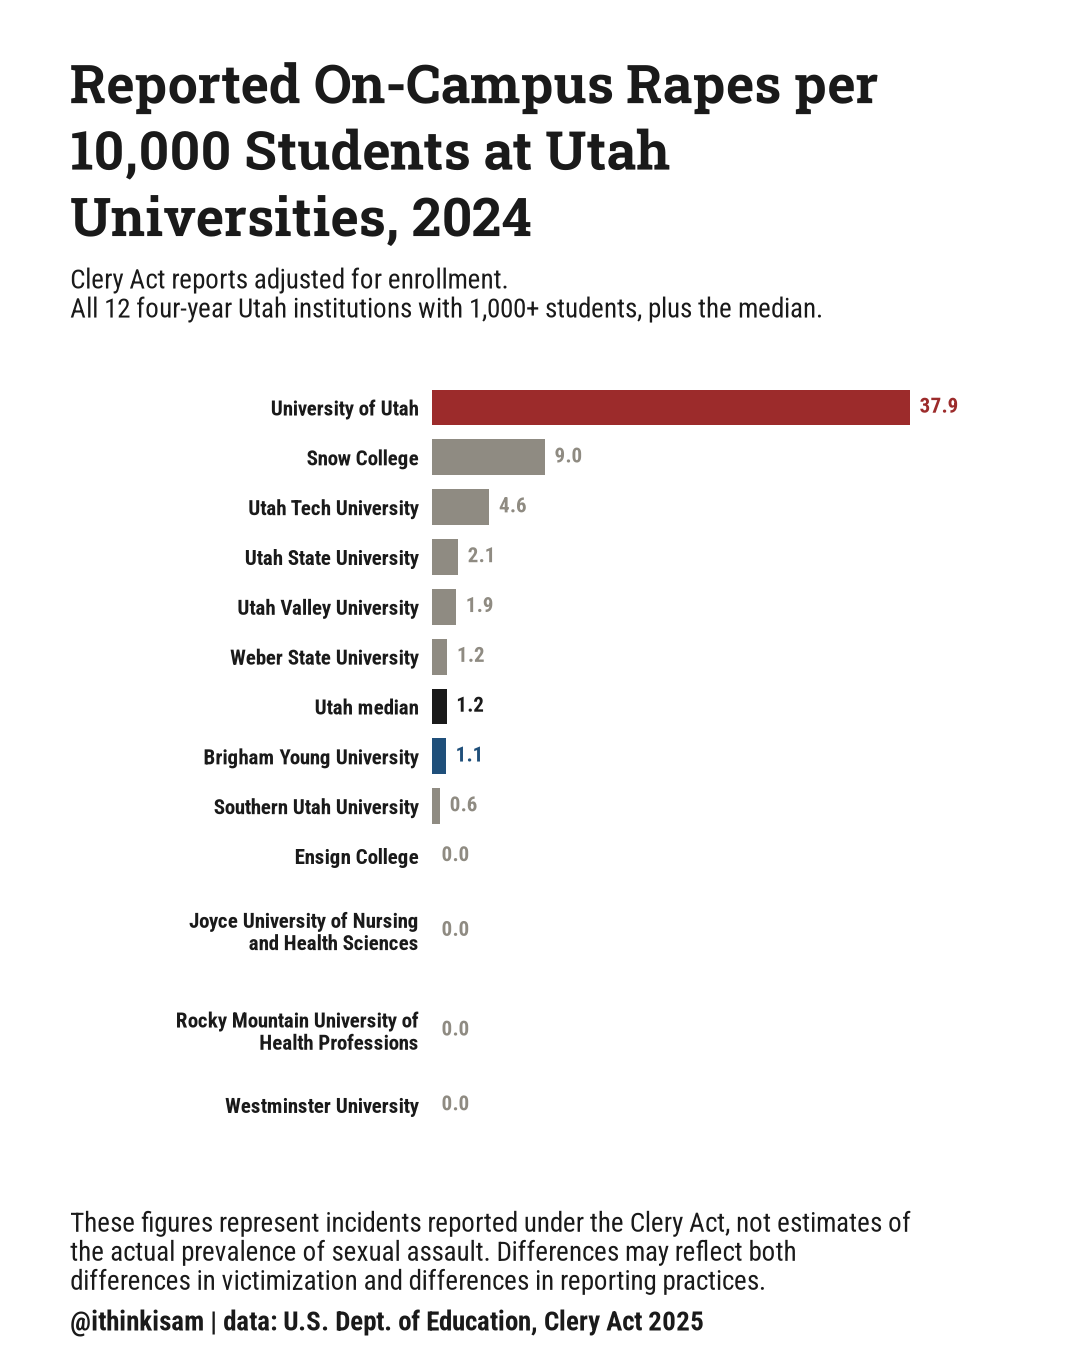 Reported On-Campus Rapes per
10,000 Students at Utah
Universities, 2024
Clery Act reports adjusted for enrollment.
All 12 four-year Utah institutions with 1,000+ students, plus the median.
University of Utah 37.9
Snow College 9.0
Utah Tech University 4.6
Utah State University 2.1
Utah Valley University 1.9
Weber State University 1.2
Utah median 1.2
Brigham Young University 1.1
Southern Utah University 0.6
Ensign College 0.0
Joyce University of Nursing
and Health Sciences 0.0
Rocky Mountain University of
Health Professions 0.0
Westminster University 0.0
These figures represent incidents reported under the Clery Act, not estimates of
the actual prevalence of sexual assault. Differences may reflect both
differences in victimization and differences in reporting practices.
@ithinkisam | data: U.S. Dept. of Education, Clery Act 2025